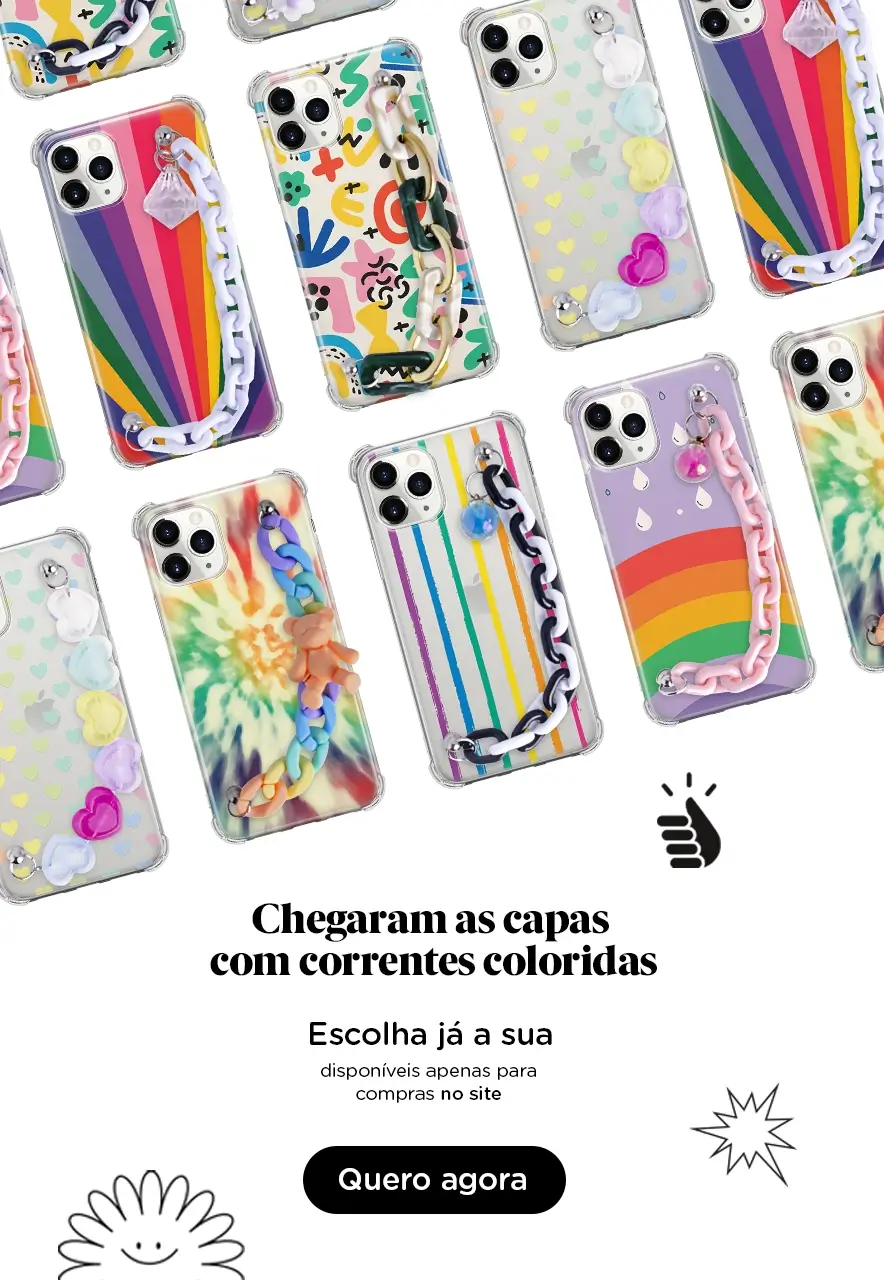 Chegaram as capas
com correntes coloridas
Escolha já a sua
disponíveis apenas para
compras no site
Quero agora